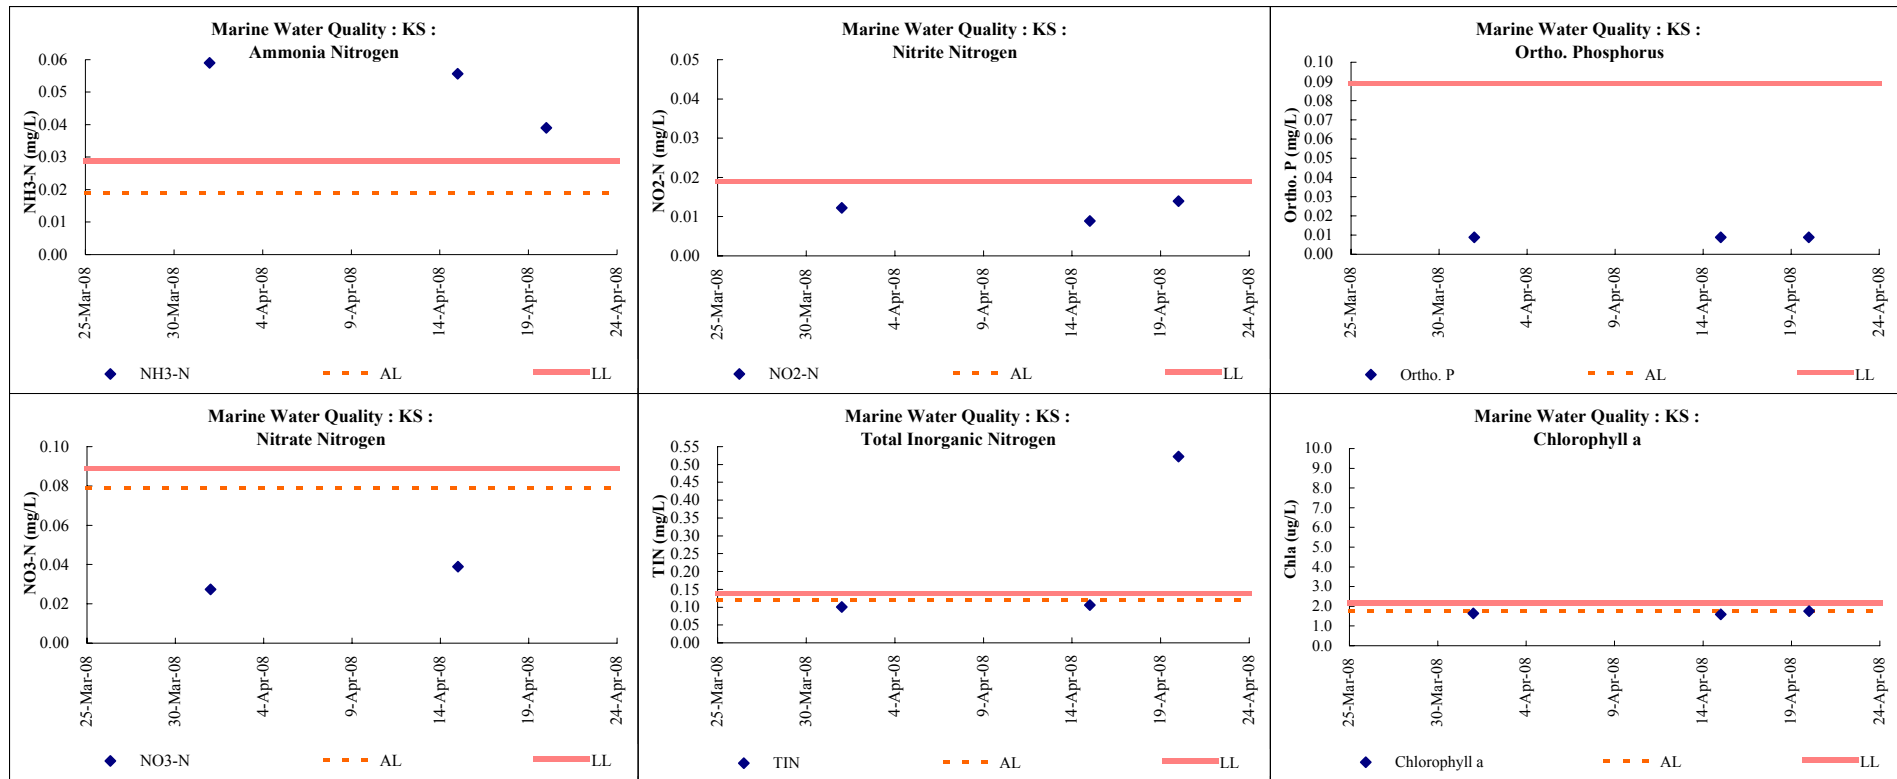 Marine Water Quality : KS :
Ammonia Nitrogen
NH3-N (mg/L)
0.06
0.05
0.04
0.03
0.02
0.01
0.00
25-Mar-08
30-Mar-08
4-Apr-08
9-Apr-08
14-Apr-08
19-Apr-08
24-Apr-08
NH3-N AL LL
Marine Water Quality : KS :
Nitrite Nitrogen
NO2-N (mg/L)
0.05
0.04
0.03
0.02
0.01
0.00
25-Mar-08
30-Mar-08
4-Apr-08
9-Apr-08
14-Apr-08
19-Apr-08
24-Apr-08
NO2-N AL LL
Marine Water Quality : KS :
Ortho. Phosphorus
Ortho. P (mg/L)
0.10
0.09
0.08
0.07
0.06
0.05
0.04
0.03
0.02
0.01
0.00
25-Mar-08
30-Mar-08
4-Apr-08
9-Apr-08
14-Apr-08
19-Apr-08
24-Apr-08
Ortho. P AL LL
Marine Water Quality : KS :
Nitrate Nitrogen
NO3-N (mg/L)
0.10
0.08
0.06
0.04
0.02
0.00
25-Mar-08
30-Mar-08
4-Apr-08
9-Apr-08
14-Apr-08
19-Apr-08
24-Apr-08
NO3-N AL LL
Marine Water Quality : KS :
Total Inorganic Nitrogen
TIN (mg/L)
0.55
0.50
0.45
0.40
0.35
0.30
0.25
0.20
0.15
0.10
0.05
0.00
25-Mar-08
30-Mar-08
4-Apr-08
9-Apr-08
14-Apr-08
19-Apr-08
24-Apr-08
TIN AL LL
Marine Water Quality : KS :
Chlorophyll a
Chla (ug/L)
10.0
9.0
8.0
7.0
6.0
5.0
4.0
3.0
2.0
1.0
0.0
25-Mar-08
30-Mar-08
4-Apr-08
9-Apr-08
14-Apr-08
19-Apr-08
24-Apr-08
Chlorophyll a AL LL